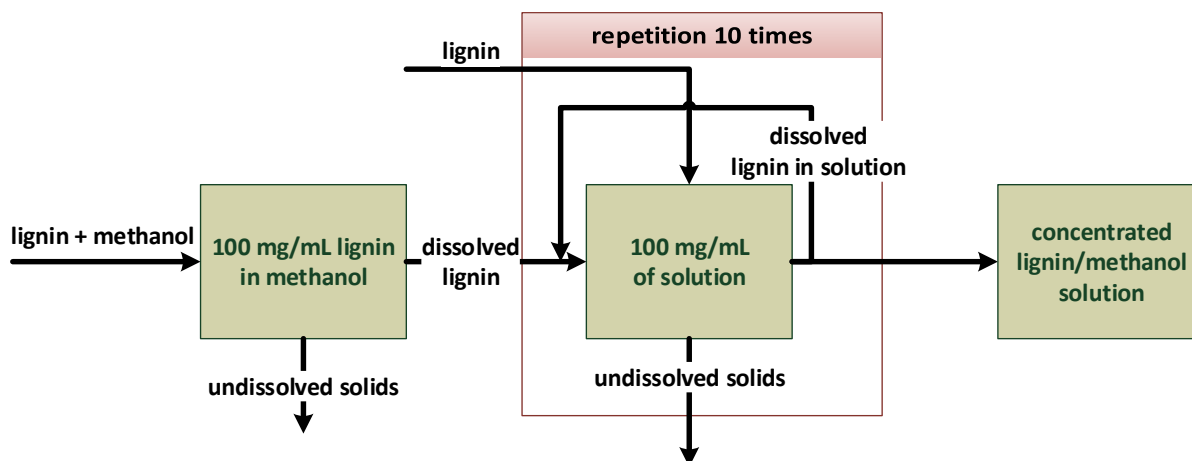 repetition 10 times
lignin
dissolved
lignin in solution
lignin + methanol
100 mg/mL lignin
in methanol
dissolved
lignin
100 mg/mL
of solution
concentrated
lignin/methanol
solution
undissolved solids
undissolved solids